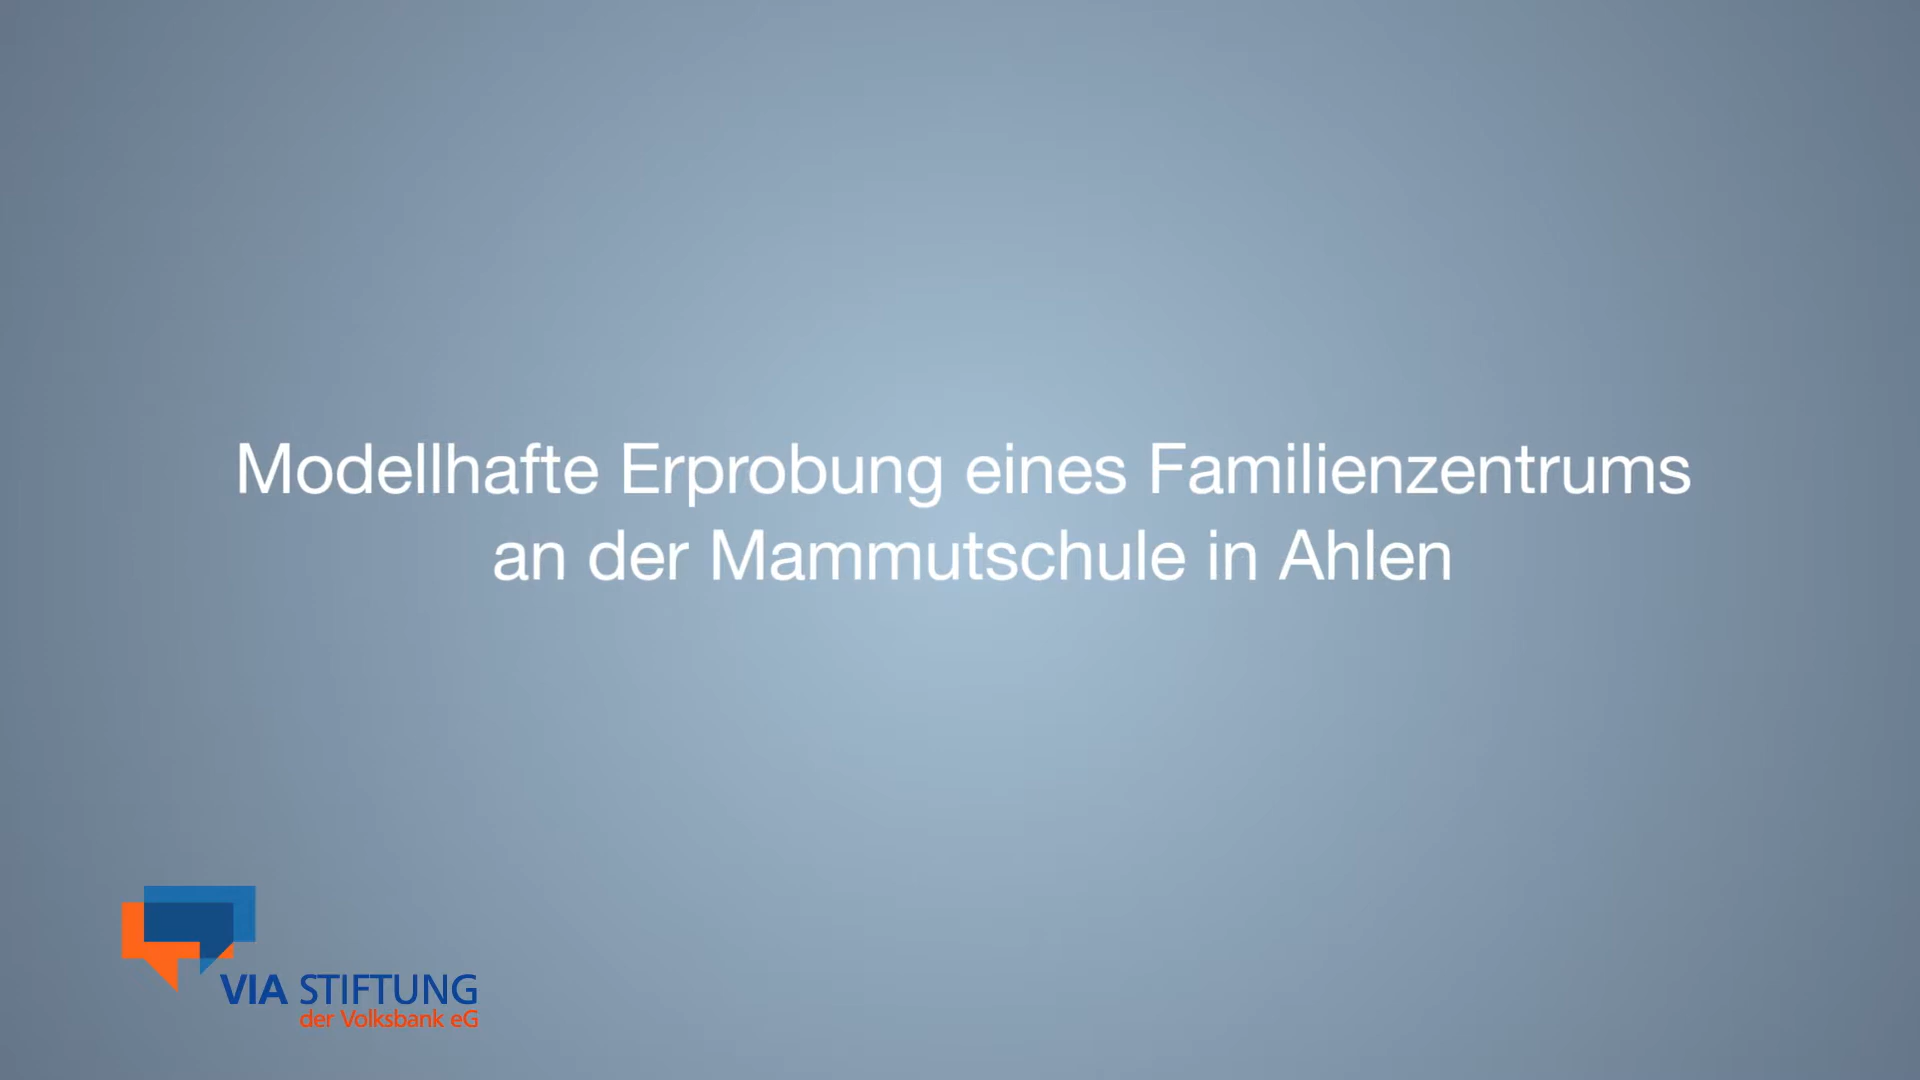 Modellhafte Erprobung eines Familienzentrums
an der Mammutschule in Ahlen
VIA STIFTUNG
der Volksbank eG